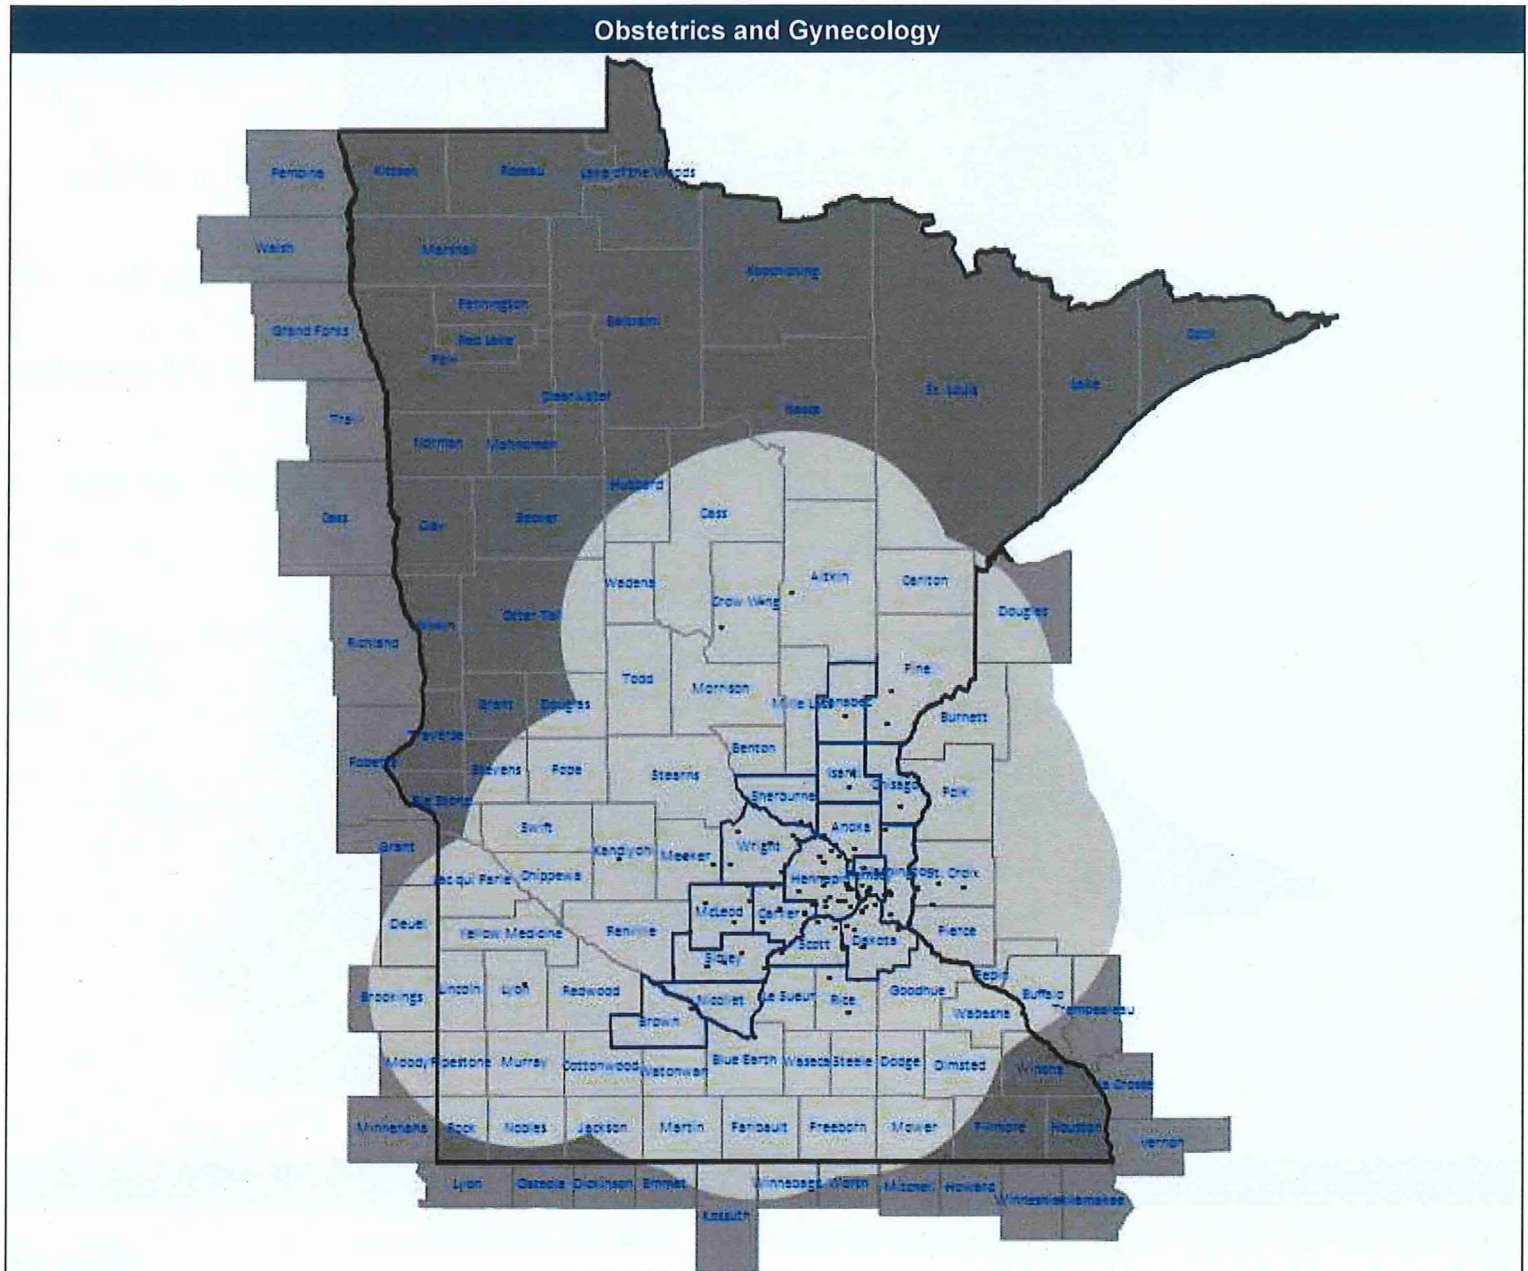 Obstetrics and Gynecology
Pembina
Kittson
Roseau
Lake of the Woods
Walsh
Marshall
Koochiching
Pennington
Grand Forks
Red Lake
Beltrami
Polk
Cook
Clearwater
St. Louis
Lake
Itasca
Norman
Mahnomen
Hubbard
Cass
Cass
Clay
Becker
Wadena
Crow Wing
Aitkin
Carlton
Douglas
Wilkin
Otter Tail
Richland
Todd
Morrison
Mille Lacs
Kanabec
Pine
Burnett
Grant
Douglas
Traverse
Benton
Stevens
Pope
Stearns
Isanti
Chisago
Polk
Big Stone
Sherburne
Swift
Anoka
Grant
Kandiyohi
Meeker
Wright
Lac qui Parle
Chippewa
Hennepin
St. Croix
McLeod
Carver
Deuel
Yellow Medicine
Renville
Scott
Dakota
Pierce
Sibley
Brookings
Lincoln
Lyon
Redwood
Nicollet
Le Sueur
Rice
Goodhue
Pepin
Buffalo
Trempealeau
Wabasha
Brown
Moody
Pipestone
Murray
Cottonwood
Watonwan
Blue Earth
Waseca
Steele
Dodge
Olmsted
Winona
La Crosse
Minnehaha
Rock
Nobles
Jackson
Martin
Faribault
Freeborn
Mower
Fillmore
Houston
Vernon
Lyon
Osceola
Dickinson
Emmet
Winnebago
Worth
Mitchell
Howard
Winneshiek
Allamakee
Kossuth